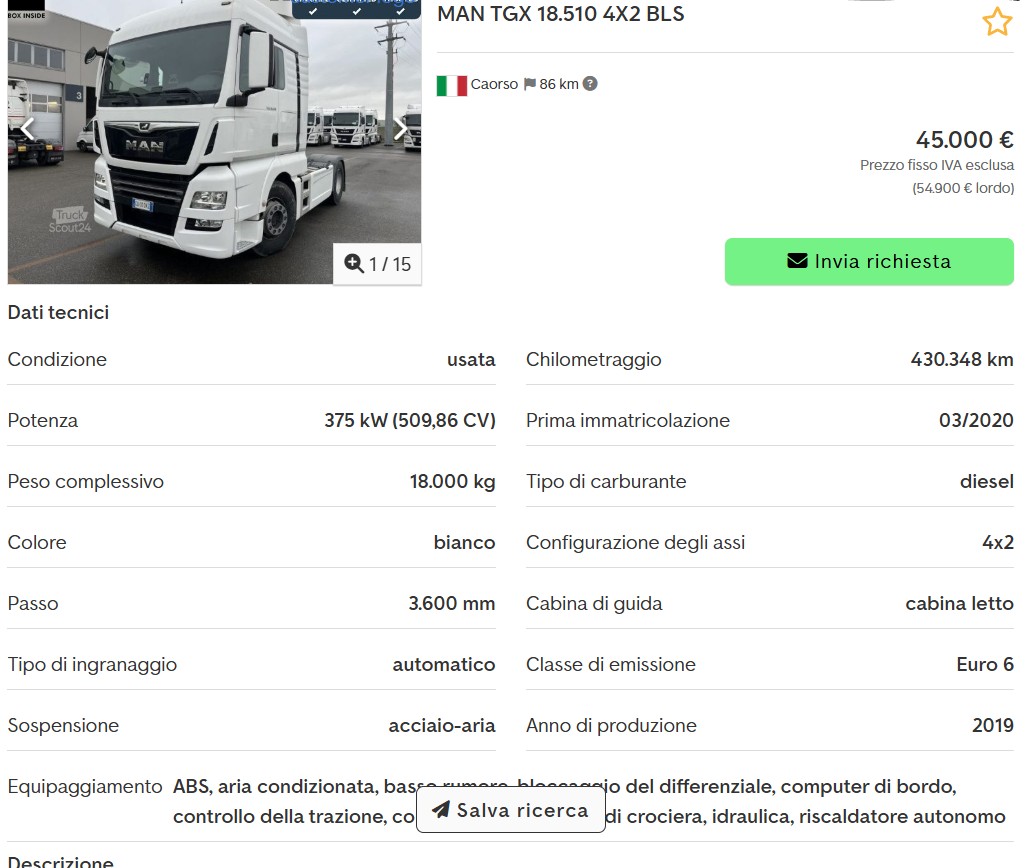 BOX INSIDE
MAN TGX 18.510 4X2 BLS
Caorso 86 km ?
3
MAN
Truck
Scout24
1 / 15
45.000 €
Prezzo fisso IVA esclusa
(54.900 € lordo)
Invia richiesta
Dati tecnici
Condizione usata
Chilometraggio 430.348 km
Potenza 375 kW (509,86 CV)
Prima immatricolazione 03/2020
Peso complessivo 18.000 kg
Tipo di carburante diesel
Colore bianco
Configurazione degli assi 4x2
Passo 3.600 mm
Cabina di guida cabina letto
Tipo di ingranaggio automatico
Classe di emissione Euro 6
Sospensione acciaio-aria
Anno di produzione 2019
Equipaggiamento ABS, aria condizionata, basso rumore, bloccaggio del differenziale, computer di bordo,
controllo della trazione, co di crociera, idraulica, riscaldatore autonomo
Salva ricerca
Descrizione